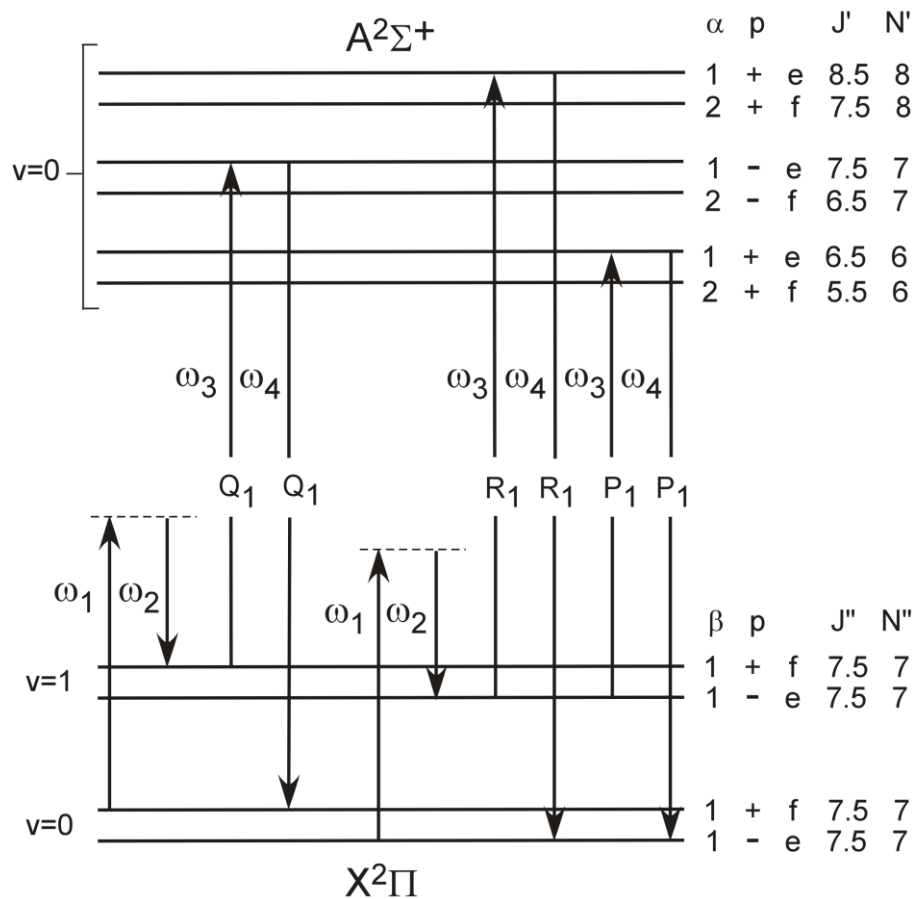 A²Σ⁺ α p J' N'
1 + e 8.5 8
2 + f 7.5 8
v=0 1 - e 7.5 7
2 - f 6.5 7
1 + e 6.5 6
2 + f 5.5 6
ω₃ ω₄ ω₃ ω₄ ω₃ ω₄
Q₁ Q₁ R₁ R₁ P₁ P₁
ω₁ ω₂ ω₁ ω₂
β p J" N"
v=1 1 + f 7.5 7
1 - e 7.5 7
v=0 1 + f 7.5 7
1 - e 7.5 7
X²Π